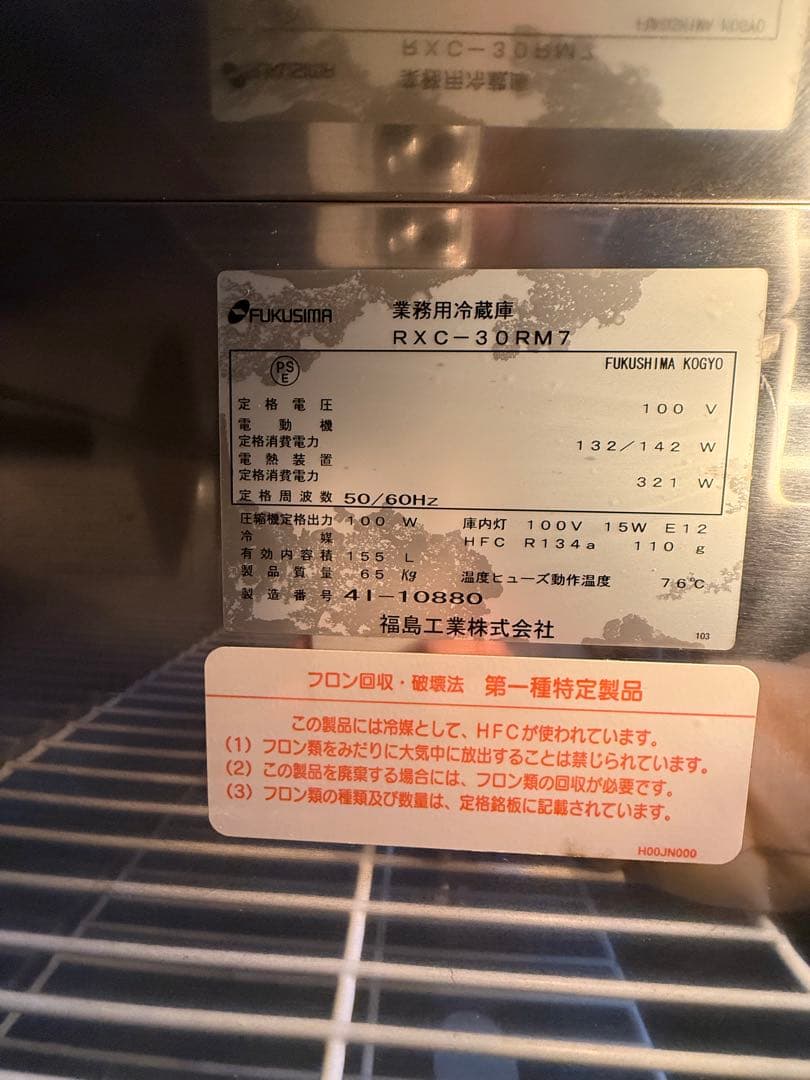 FUKUSHIMA KOGYO
RXC-30RM7
FUKUSIMA
業務用冷蔵庫
FUKUSIMA 業務用冷蔵庫
RXC-30RM7
PS E FUKUSHIMA KOGYO
定格電圧 100 V
電動機
定格消費電力 132/142 W
電熱装置
定格消費電力 321 W
定格周波数 50/60Hz
圧縮機定格出力 100 W 庫内灯 100V 15W E12
冷媒 HFC R134a 110 g
有効内容積 155 L
製品質量 65 Kg 温度ヒューズ動作温度 76℃
製造番号 41-10880
福島工業株式会社 103
フロン回収・破壊法 第一種特定製品
この製品には冷媒として、HFCが使われています。
(1) フロン類をみだりに大気中に放出することは禁じられています。
(2) この製品を廃棄する場合には、フロン類の回収が必要です。
(3) フロン類の種類及び数量は、定格銘板に記載されています。
H00JN000